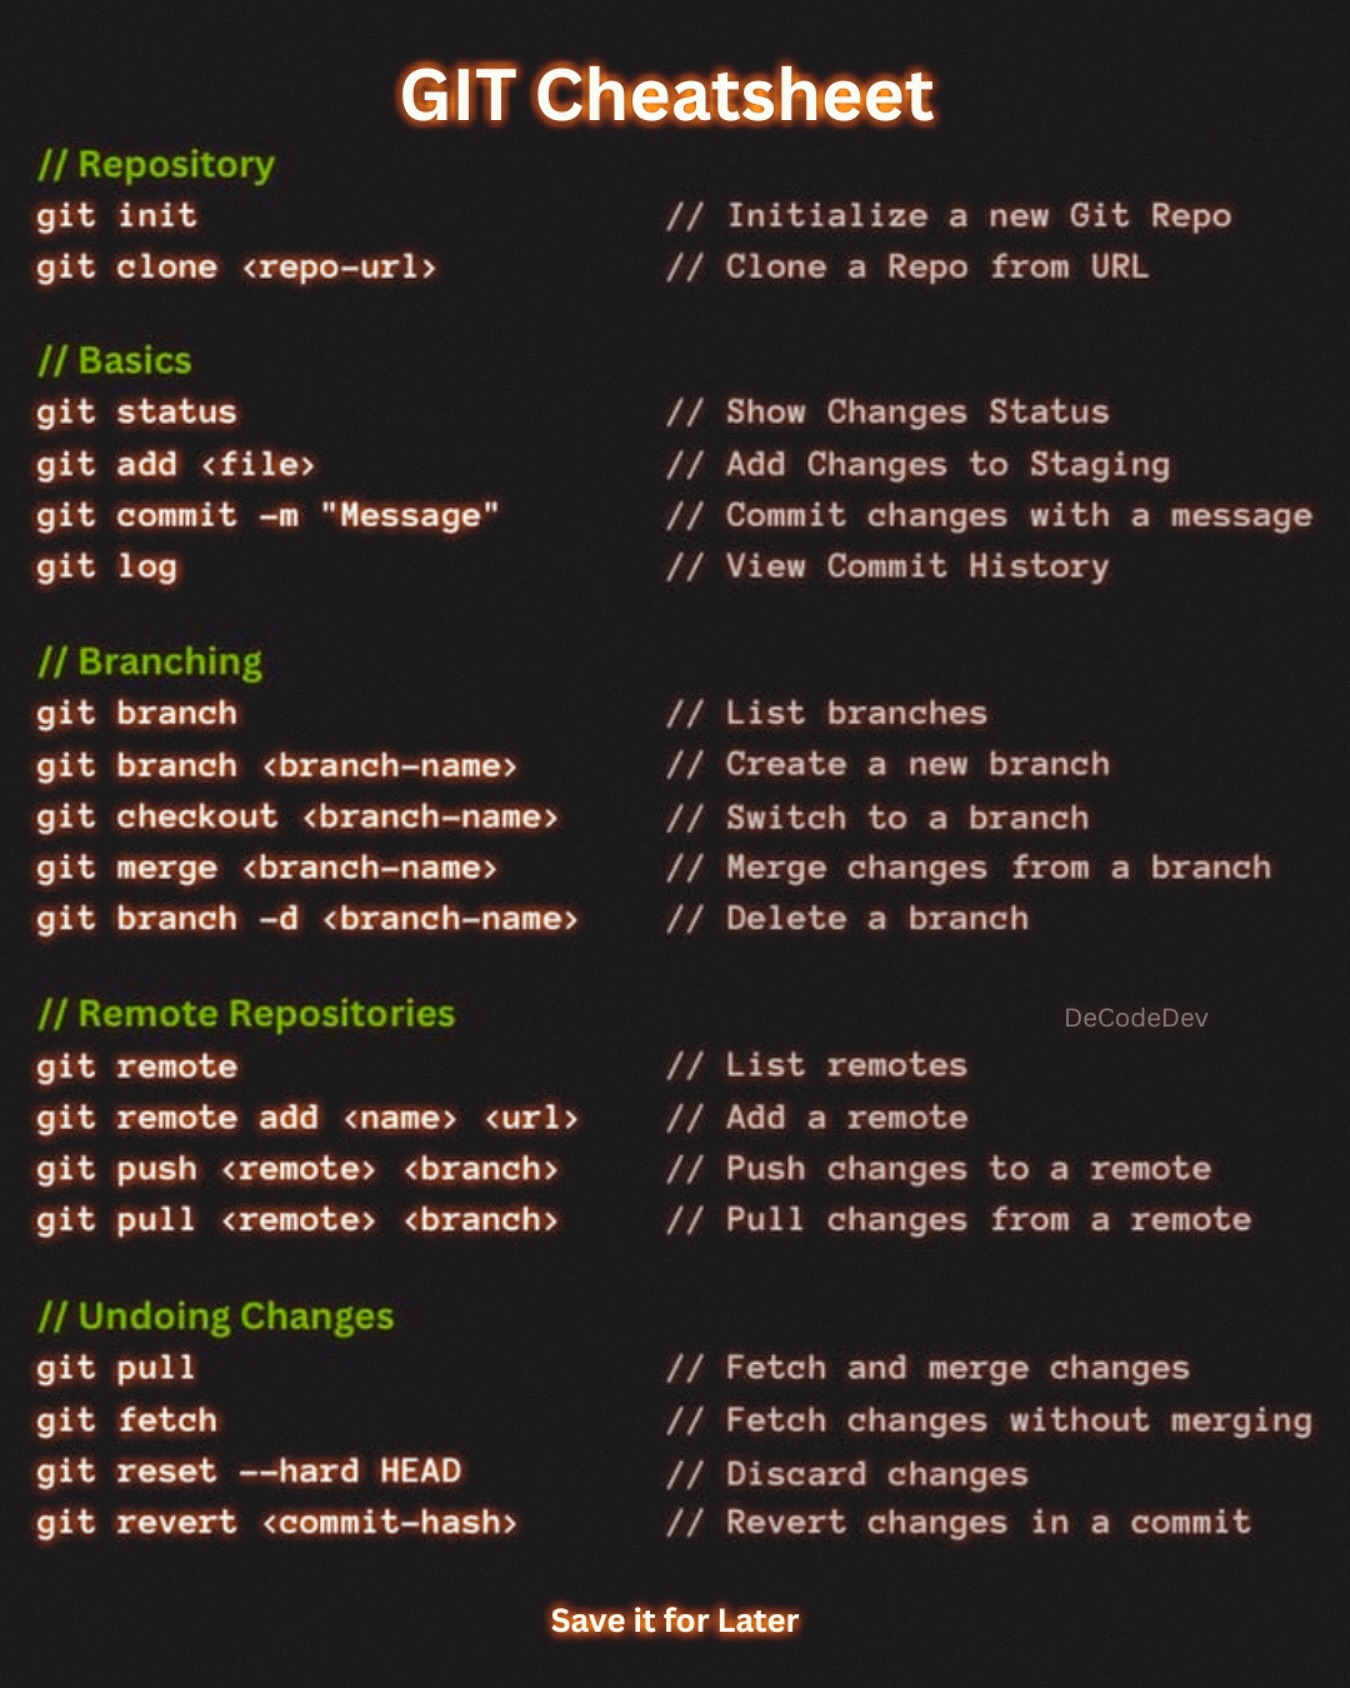 GIT Cheatsheet
// Repository
git init // Initialize a new Git Repo
git clone <repo-url> // Clone a Repo from URL
// Basics
git status // Show Changes Status
git add <file> // Add Changes to Staging
git commit -m "Message" // Commit changes with a message
git log // View Commit History
// Branching
git branch // List branches
git branch <branch-name> // Create a new branch
git checkout <branch-name> // Switch to a branch
git merge <branch-name> // Merge changes from a branch
git branch -d <branch-name> // Delete a branch
// Remote Repositories DeCodeDev
git remote // List remotes
git remote add <name> <url> // Add a remote
git push <remote> <branch> // Push changes to a remote
git pull <remote> <branch> // Pull changes from a remote
// Undoing Changes
git pull // Fetch and merge changes
git fetch // Fetch changes without merging
git reset --hard HEAD // Discard changes
git revert <commit-hash> // Revert changes in a commit
Save it for Later